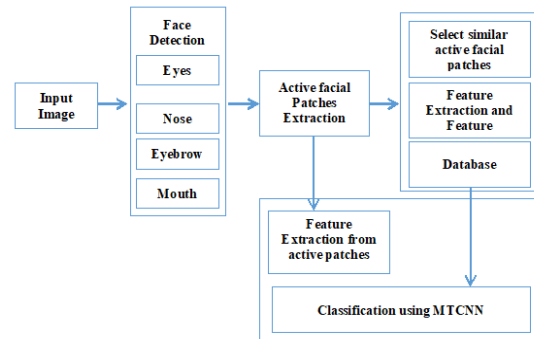 Input
Image
Face
Detection
Eyes
Nose
Eyebrow
Mouth
Active facial
Patches
Extraction
Select similar
active facial
patches
Feature
Extraction and
Feature
Database
Feature
Extraction from
active patches
Classification using MTCNN